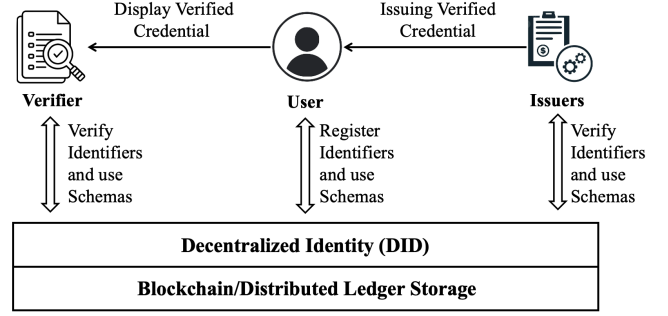 Display Verified
Credential
Issuing Verified
Credential
$
Verifier
User
Issuers
Verify
Identifiers
and use
Schemas
Register
Identifiers
and use
Schemas
Verify
Identifiers
and use
Schemas
Decentralized Identity (DID)
Blockchain/Distributed Ledger Storage